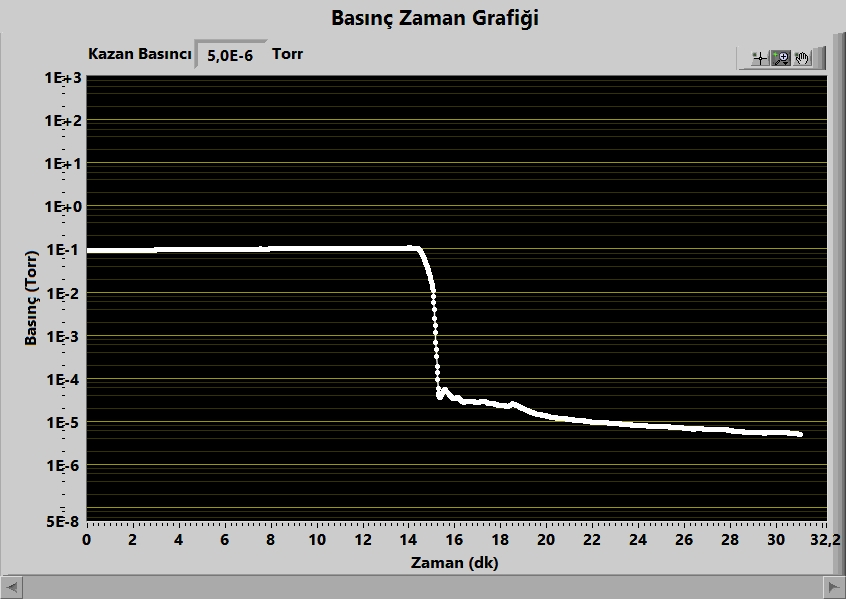 Basınç Zaman Grafiği
Kazan Basıncı 5,0E-6 Torr
1E+3
1E+2
1E+1
1E+0
1E-1
1E-2
1E-3
1E-4
1E-5
1E-6
5E-8
Basınç (Torr)
0 2 4 6 8 10 12 14 16 18 20 22 24 26 28 30 32,2
Zaman (dk)